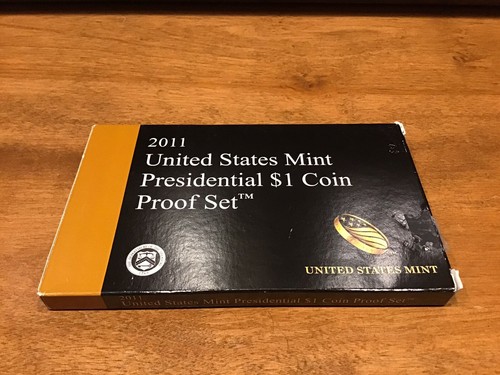 2011
United States Mint
Presidential $1 Coin
Proof Set™
UNITED STATES MINT
2011 United States Mint Presidential $1 Coin Proof Set™